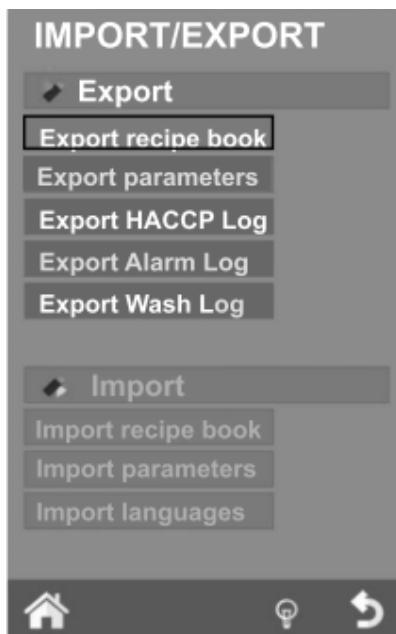 IMPORT/EXPORT
Export
Export recipe book
Export parameters
Export HACCP Log
Export Alarm Log
Export Wash Log
Import
Import recipe book
Import parameters
Import languages